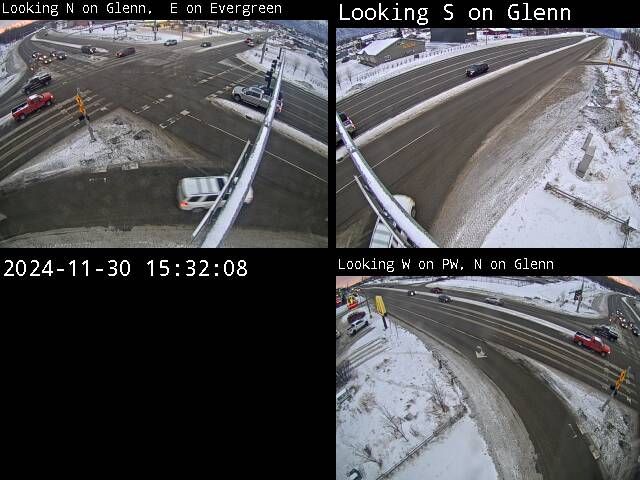 Looking N on Glenn,  E on Evergreen
Looking S on Glenn
2024-11-30 15:32:08
Looking W on PW, N on Glenn